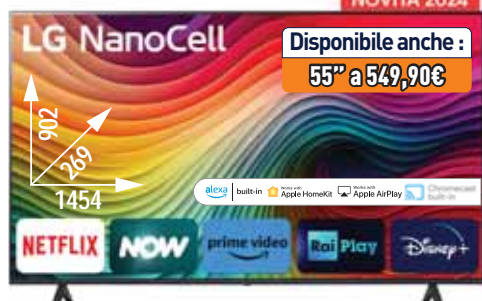 NOVITÀ 2024
LG NanoCell
Disponibile anche :
55” a 549,90€
902
269
1454
alexa built-in
Works with
Apple HomeKit
Works with
Apple AirPlay
Chromecast
built-in
NETFLIX
NOW
prime video
Rai Play
Disney+